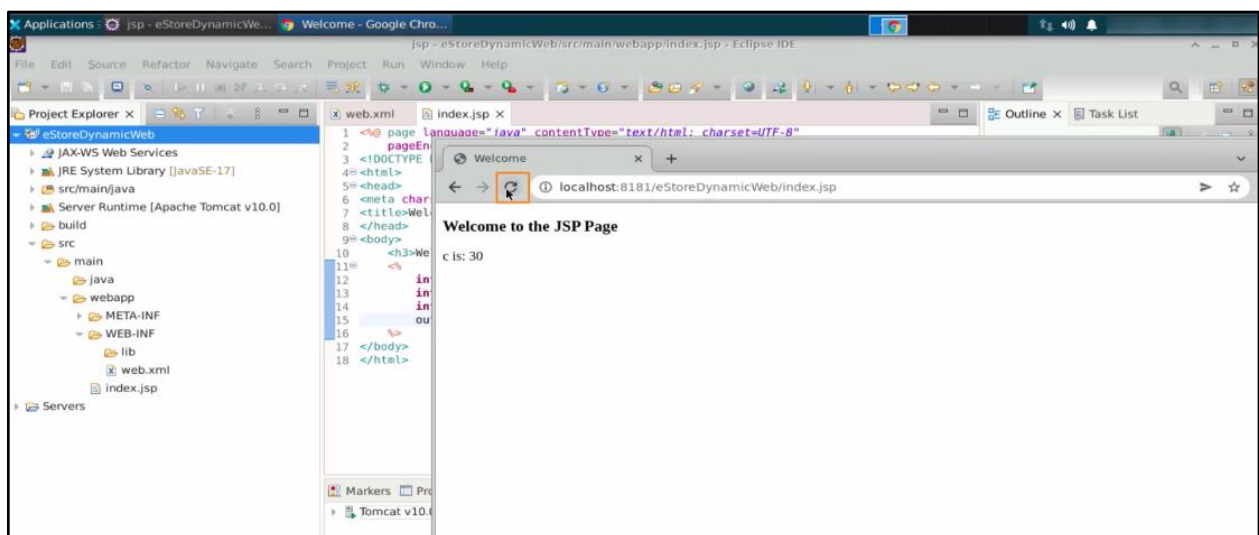 Applications jsp - eStoreDynamicWe... Welcome - Google Chro...
jsp - eStoreDynamicWeb/src/main/webapp/index.jsp - Eclipse IDE
File Edit Source Refactor Navigate Search Project Run Window Help
Project Explorer
web.xml index.jsp
Outline Task List
eStoreDynamicWeb
JAX-WS Web Services
JRE System Library [JavaSE-17]
src/main/java
Server Runtime [Apache Tomcat v10.0]
build
src
main
java
webapp
META-INF
WEB-INF
lib
web.xml
index.jsp
Servers
1 <%@ page language="java" contentType="text/html; charset=UTF-8"
2 pageEn
3 <!DOCTYPE
4 <html>
5 <head>
6 <meta char
7 <title>Wel
8 </head>
9 <body>
10 <h3>We
11 <%
12 in
13 in
14 in
15 ou
16 %>
17 </body>
18 </html>
Welcome
localhost:8181/eStoreDynamicWeb/index.jsp
Welcome to the JSP Page
c is: 30
Markers Pro
Tomcat v10.